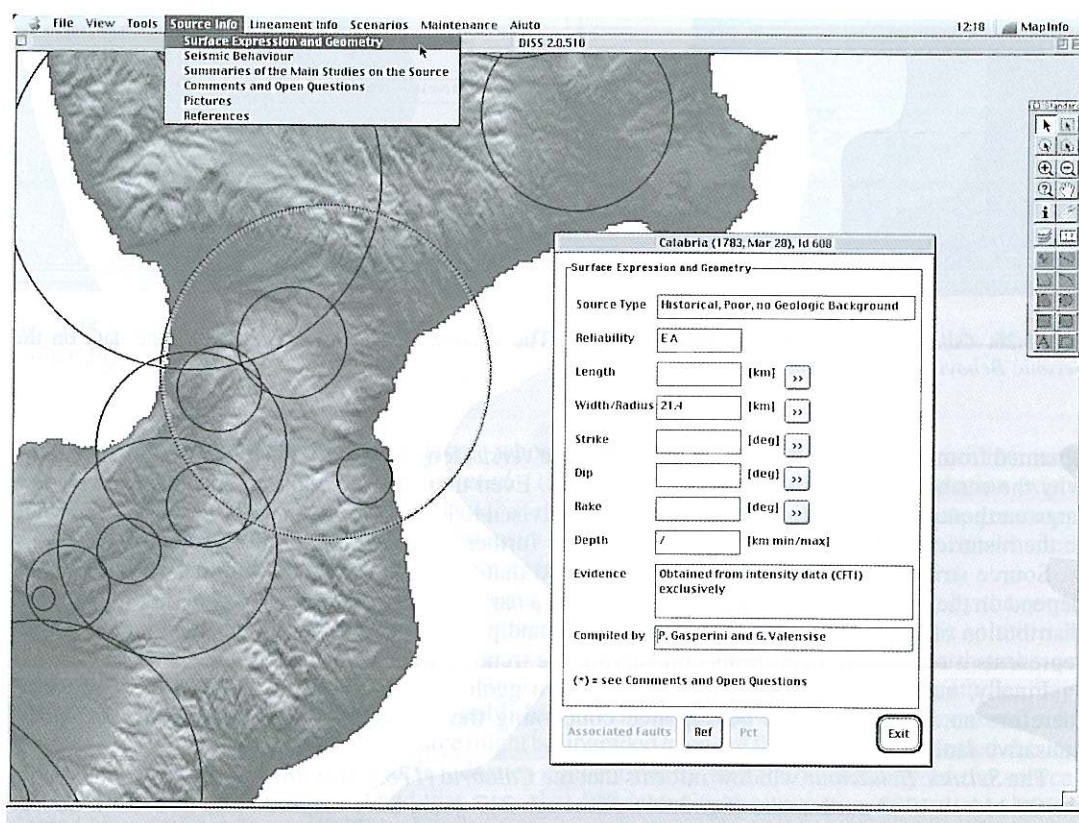 File View Tools Source Info Lineament Info Scenarios Maintenance Aiuto 12:18 MapInfo
DISS 2.0.510
Surface Expression and Geometry
Seismic Behaviour
Summaries of the Main Studies on the Source
Comments and Open Questions
Pictures
References
Calabria (1783, Mar 28), Id 608
Surface Expression and Geometry
Source Type Historical, Poor, no Geologic Background
Reliability E A
Length [km] >>
Width/Radius 21.4 [km] >>
Strike [deg] >>
Dip [deg] >>
Rake [deg] >>
Depth / [km min/max]
Evidence Obtained from intensity data (CFTI)
exclusively
Compiled by P. Gasperini and G. Valensise
(*) = see Comments and Open Questions
Associated Faults Ref Pct Exit